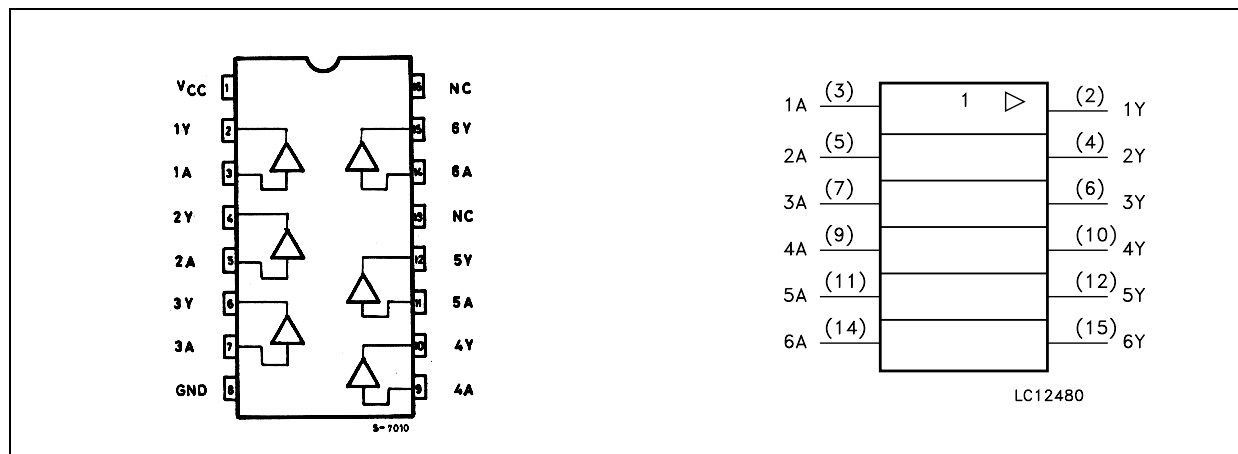 VCC 1 16 NC
1Y 2 15 6Y
1A 3 14 6A
2Y 4 13 NC
2A 5 12 5Y
3Y 6 11 5A
3A 7 10 4Y
GND 8 9 4A
S-7010
1A (3) 1 ▷ (2) 1Y
2A (5) (4) 2Y
3A (7) (6) 3Y
4A (9) (10) 4Y
5A (11) (12) 5Y
6A (14) (15) 6Y
LC12480